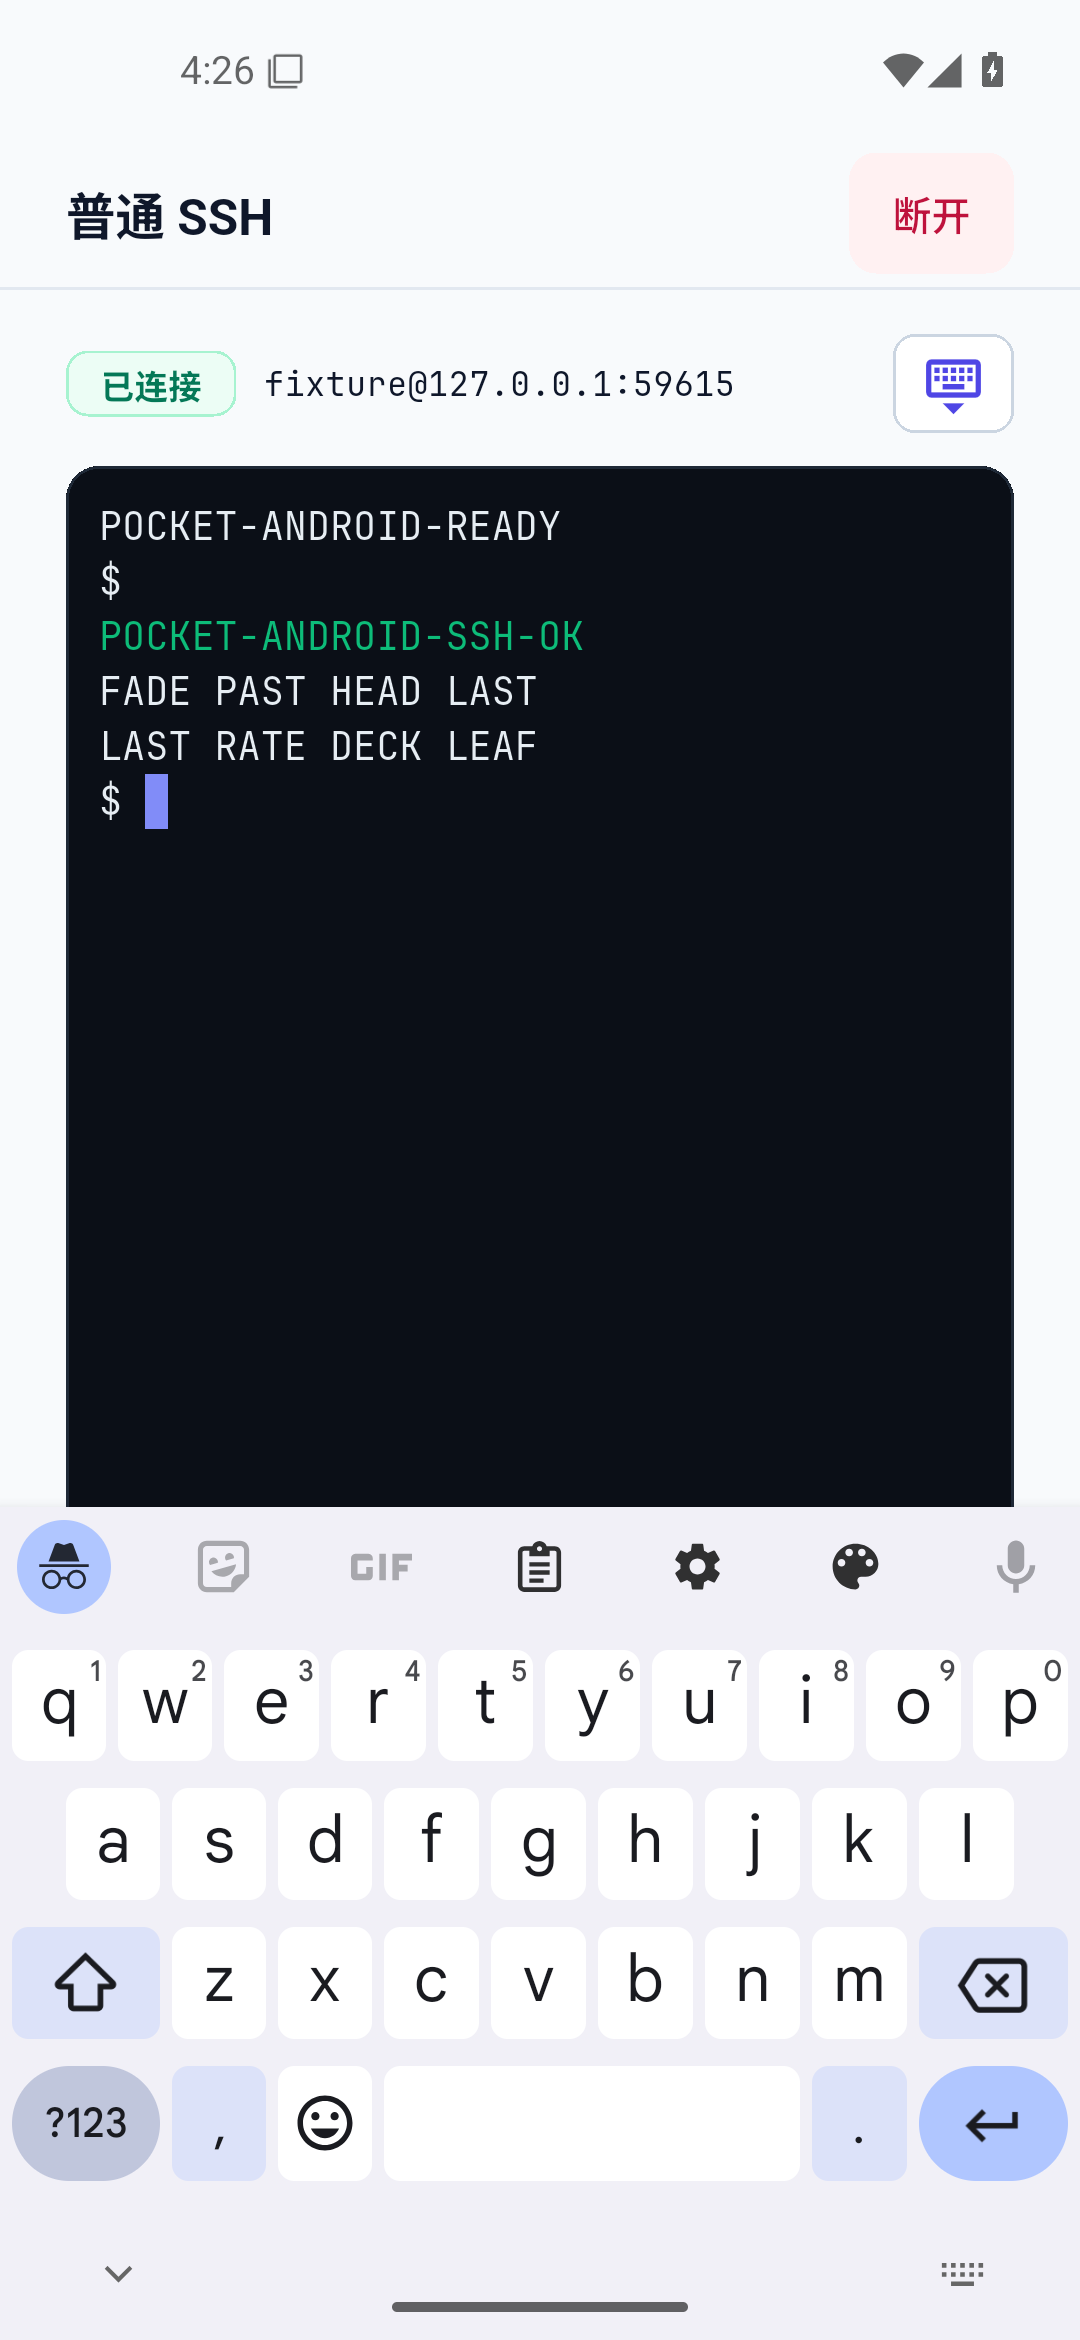 4:26
普通 SSH
断开
已连接
fixture@127.0.0.1:59615
POCKET-ANDROID-READY
$
POCKET-ANDROID-SSH-OK
FADE PAST HEAD LAST
LAST RATE DECK LEAF
$
GIF
q1 w2 e3 r4 t5 y6 u7 i8 o9 p0
a s d f g h j k l
z x c v b n m
?123 , .